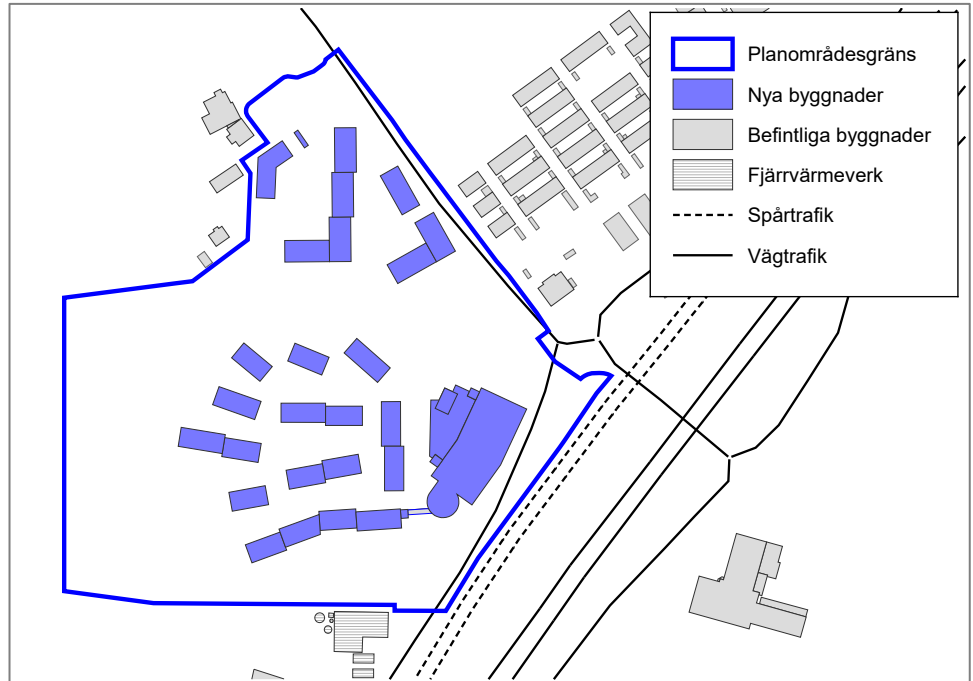 Planområdesgräns
Nya byggnader
Befintliga byggnader
Fjärrvärmeverk
Spårtrafik
Vägtrafik